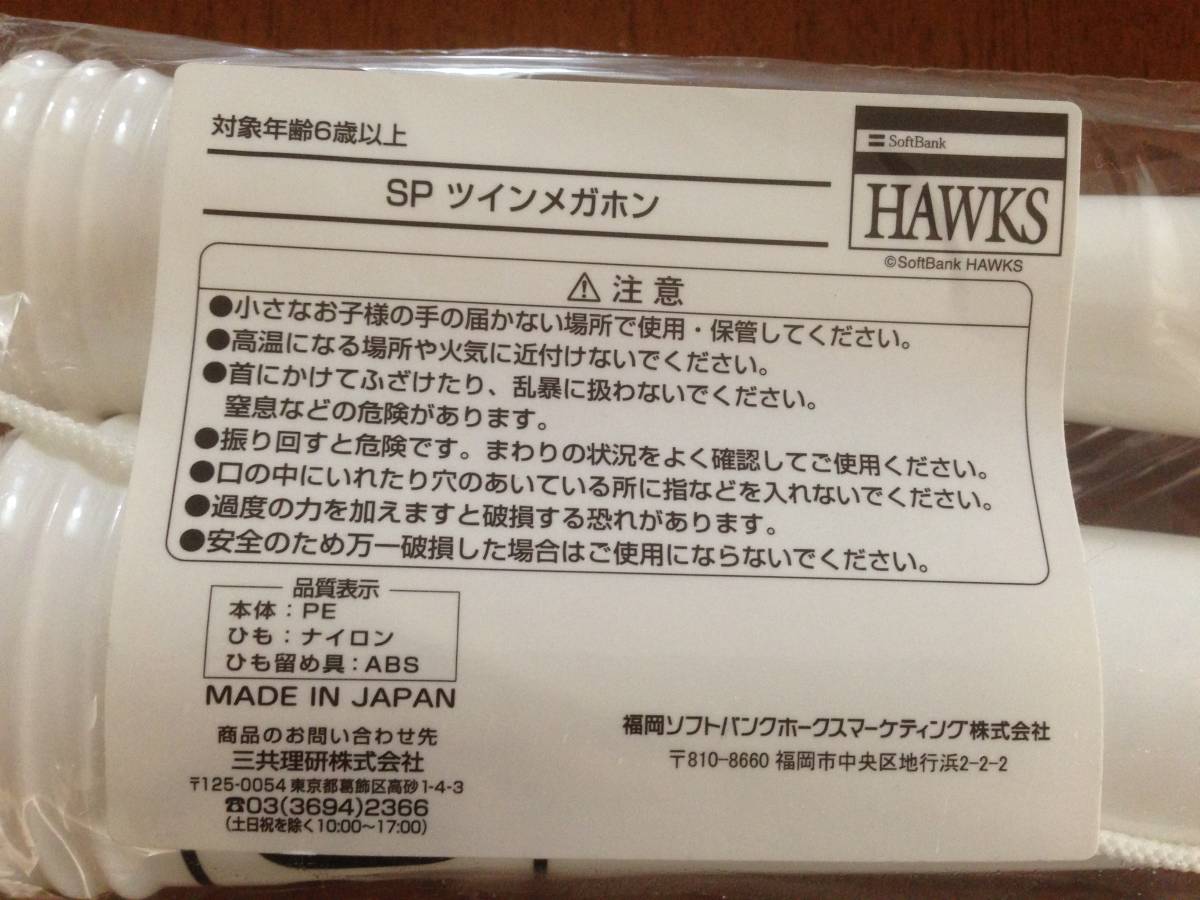 対象年齢6歳以上
SP ツインメガホン
SoftBank
HAWKS
©SoftBank HAWKS
⚠ 注意
●小さなお子様の手の届かない場所で使用・保管してください。
●高温になる場所や火気に近付けないでください。
●首にかけてふざけたり、乱暴に扱わないでください。
窒息などの危険があります。
●振り回すと危険です。まわりの状況をよく確認してご使用ください。
●口の中にいれたり穴のあいている所に指などを入れないでください。
●過度の力を加えますと破損する恐れがあります。
●安全のため万一破損した場合はご使用にならないでください。
品質表示
本体：PE
ひも：ナイロン
ひも留め具：ABS
MADE IN JAPAN
商品のお問い合わせ先
三共理研株式会社
〒125-0054 東京都葛飾区高砂1-4-3
☎03(3694)2366
(土日祝を除く10:00〜17:00)
福岡ソフトバンクホークスマーケティング株式会社
〒810-8660 福岡市中央区地行浜2-2-2